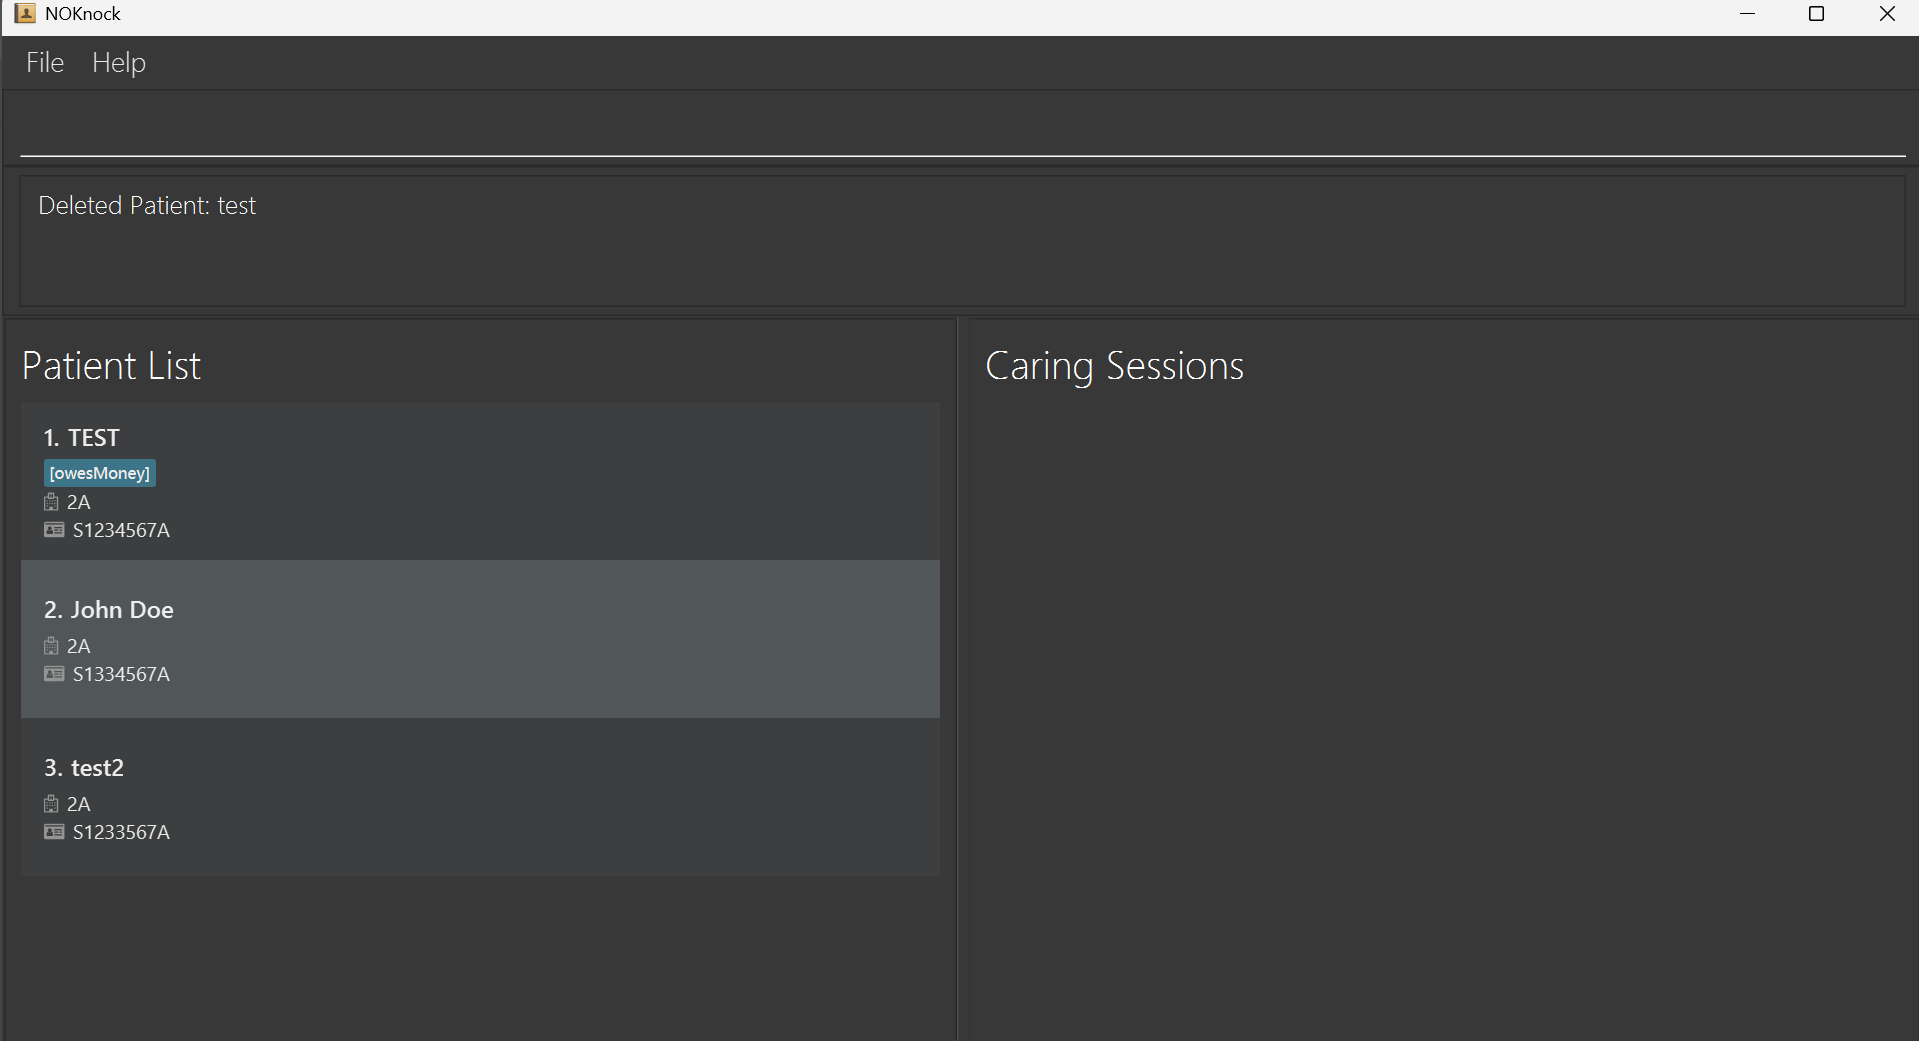 NOKnock
File Help
Deleted Patient: test
Patient List
1. TEST
[owesMoney]
2A
S1234567A
2. John Doe
2A
S1334567A
3. test2
2A
S1233567A
Caring Sessions